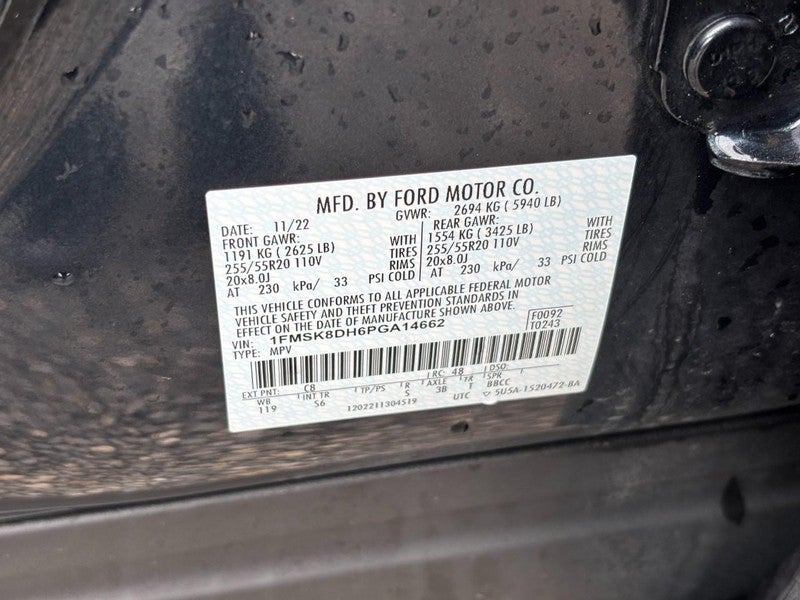 MFD. BY FORD MOTOR CO.
DATE: 11/22 GVWR: 2694 KG ( 5940 LB)
FRONT GAWR: REAR GAWR:
1191 KG ( 2625 LB) WITH 1554 KG ( 3425 LB) WITH
255/55R20 110V TIRES 255/55R20 110V TIRES
20x8.0J RIMS 20x8.0J RIMS
AT 230 kPa/ 33 PSI COLD AT 230 kPa/ 33 PSI COLD
THIS VEHICLE CONFORMS TO ALL APPLICABLE FEDERAL MOTOR
VEHICLE SAFETY AND THEFT PREVENTION STANDARDS IN
EFFECT ON THE DATE OF MANUFACTURE SHOWN ABOVE.
VIN: 1FMSK8DH6PGA14662 F0092
TYPE: MPV T0243
EXT PNT: C8 RC: 48 DSO:
WB INT TR TP/PS R AXLE TR SPR
119 S6 5 3B T BBCC
1202211304519 UTC 5U5A-1520472-BA